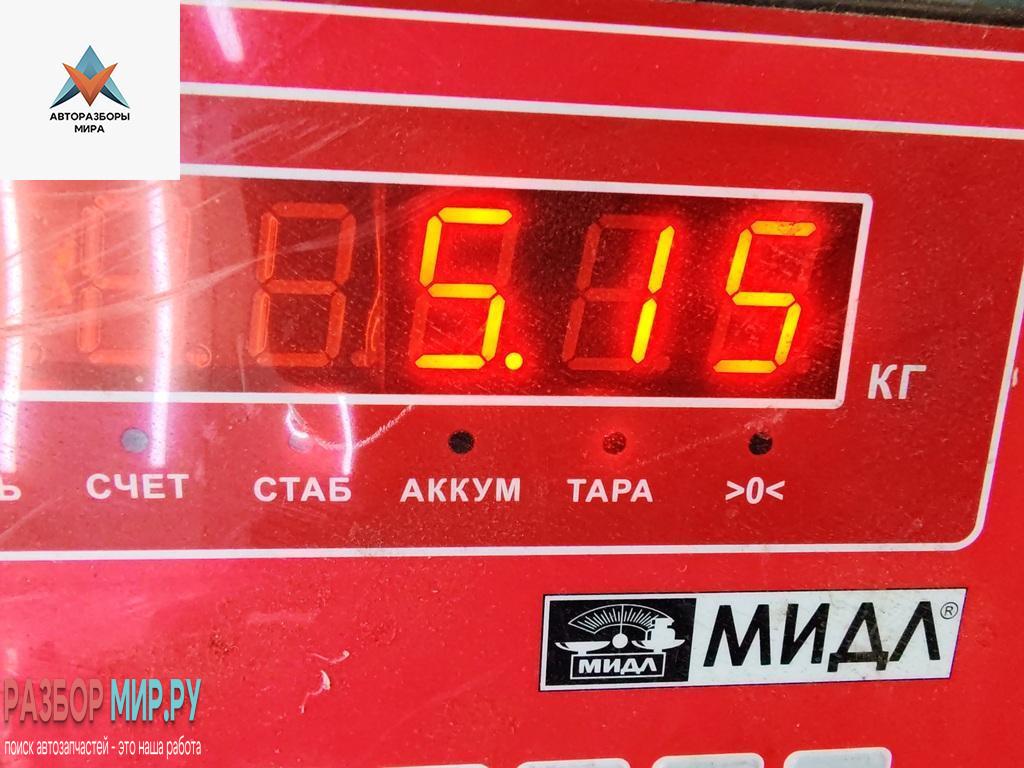 АВТОРАЗБОРЫ
МИРА
5.15
КГ
Ь СЧЕТ СТАБ АККУМ ТАРА >0<
МИДЛ МИДЛ®
РАЗБОР МИР.РУ
поиск автозапчастей - это наша работа